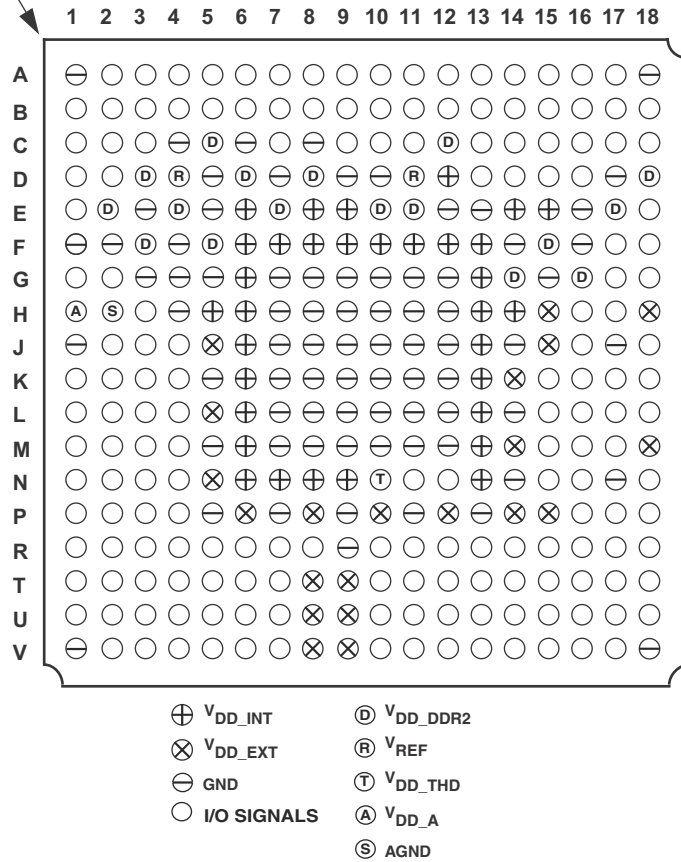 1 2 3 4 5 6 7 8 9 10 11 12 13 14 15 16 17 18
A
B
C D D
D D R D D R D
E D D D D D D
F D D D
G D D
H A S
J
K
L
M
N T
P
R
T
U
V
VDD_INT
VDD_EXT
GND
I/O SIGNALS
D VDD_DDR2
R VREF
T VDD_THD
A VDD_A
S AGND